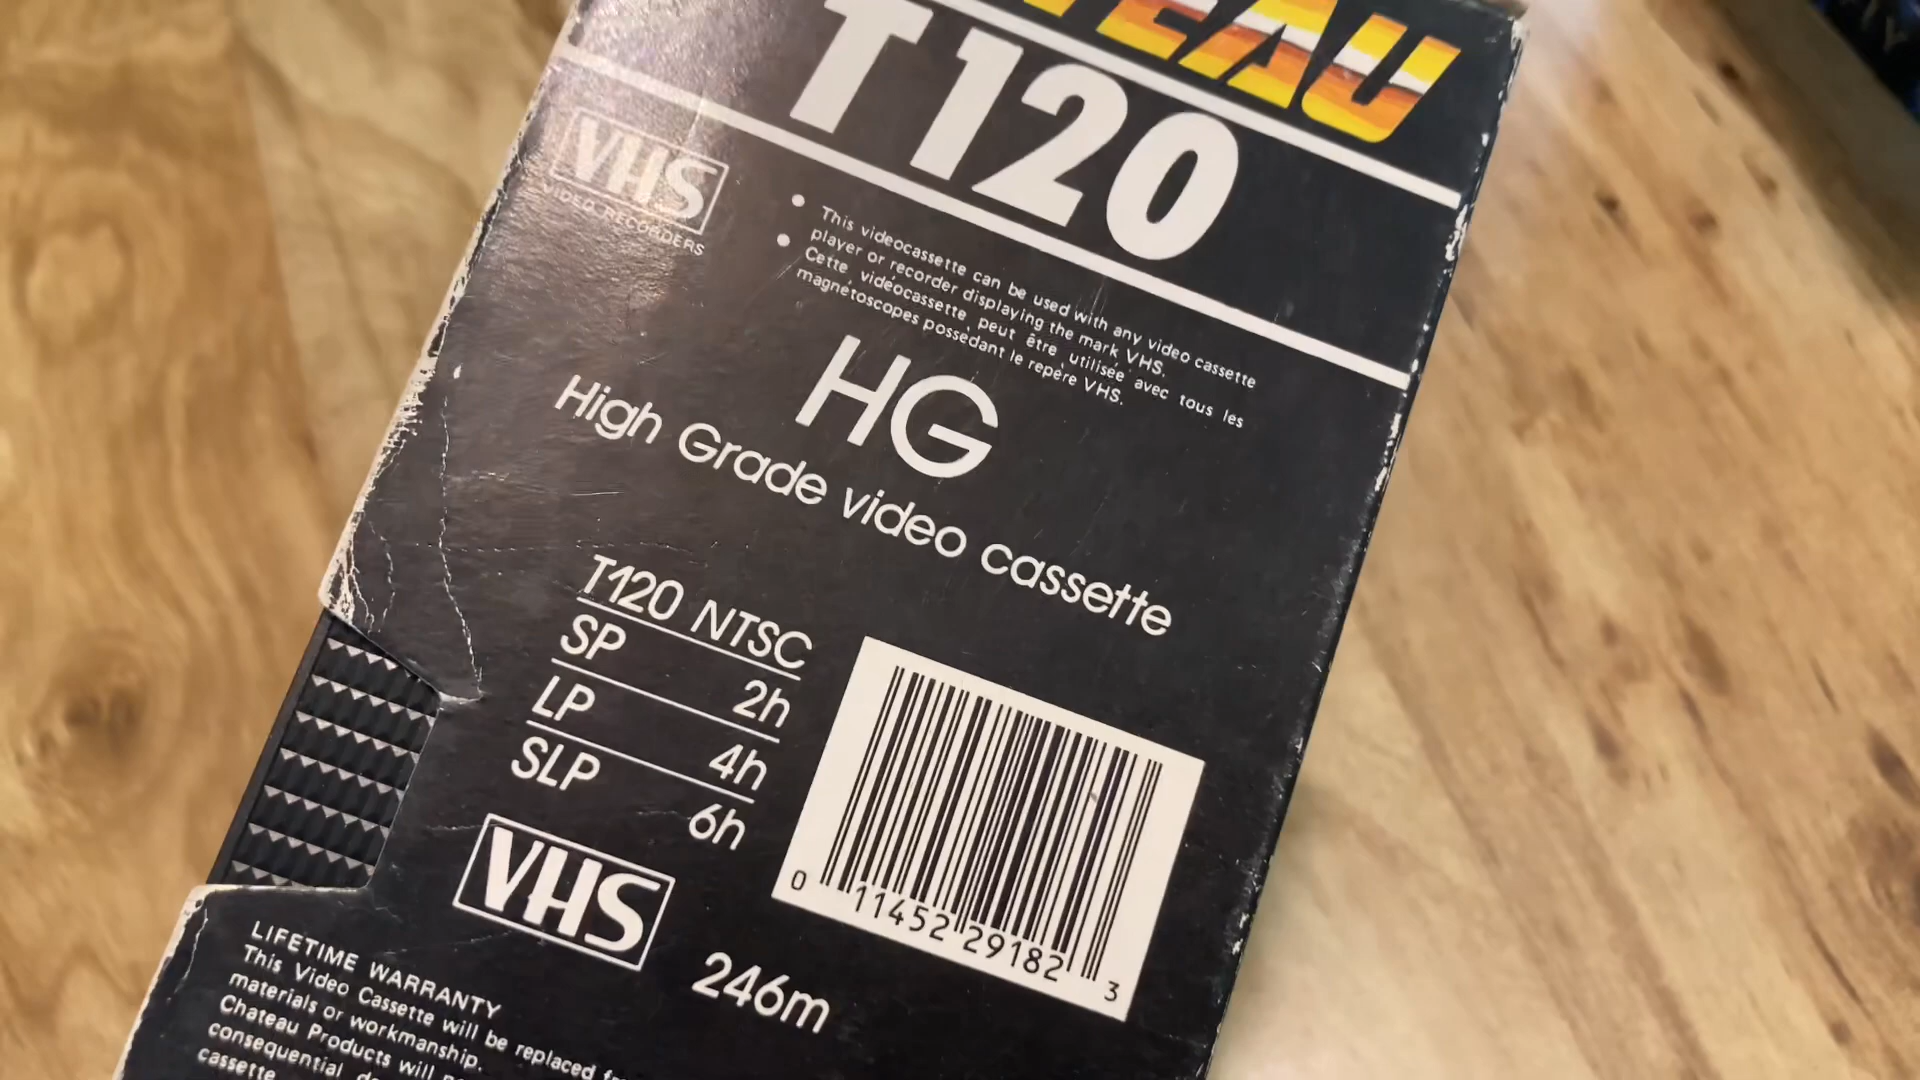 TEAU
T120
VHS
VIDEO RECORDERS
• This videocassette can be used with any video cassette
player or recorder displaying the mark VHS.
• Cette vidéocassette peut être utilisée avec tous les
magnétoscopes possédant le repère VHS.
HG
High Grade video cassette
T120 NTSC
SP 2h
LP 4h
SLP 6h
VHS
246m
0 11452 29182 3
LIFETIME WARRANTY
This Video Cassette will be replaced
materials or workmanship.
Chateau Products will
consequential
cassette